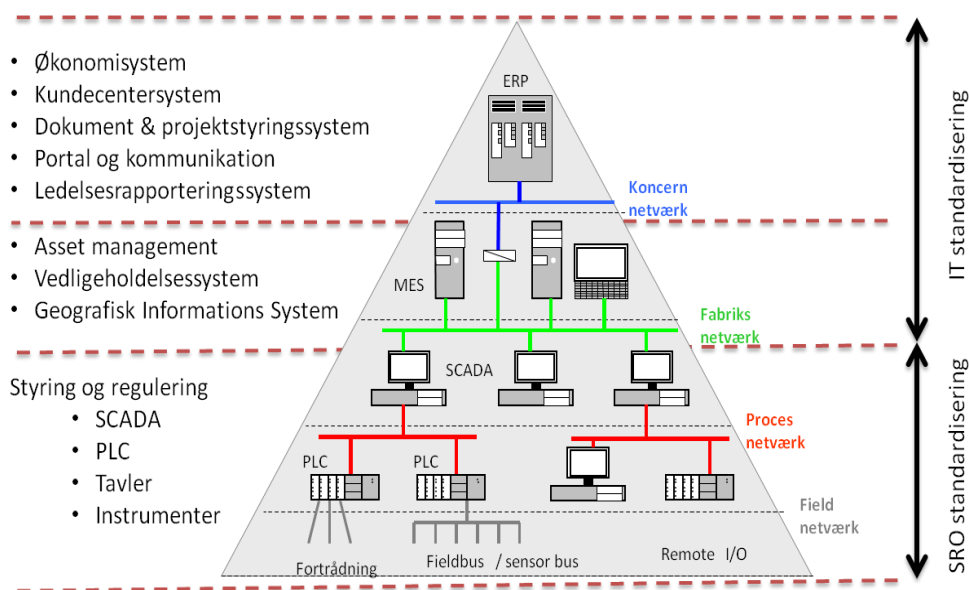 • Økonomisystem
• Kundecentersystem
• Dokument & projektstyringssystem
• Portal og kommunikation
• Ledelsesrapporteringssystem
• Asset management
• Vedligeholdelsessystem
• Geografisk Informations System
Styring og regulering
• SCADA
• PLC
• Tavler
• Instrumenter
ERP
Koncern
netværk
MES
Fabriks
netværk
SCADA
Proces
netværk
PLC
PLC
Field
netværk
Fortrådning
Fieldbus / sensor bus
Remote I/O
IT standardisering
SRO standardisering